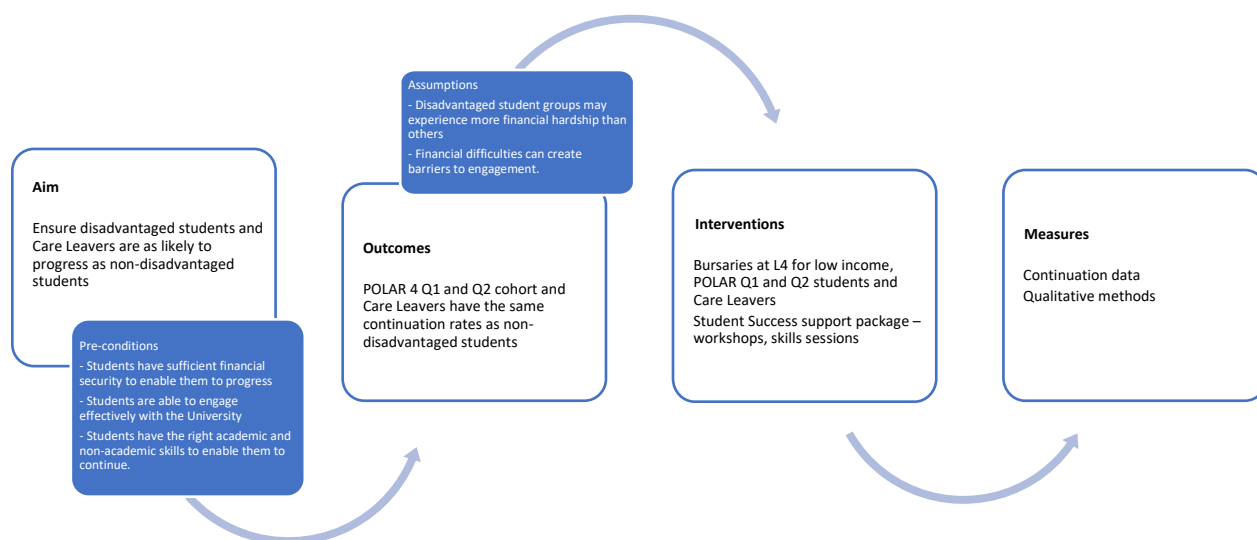 Aim
Ensure disadvantaged students and
Care Leavers are as likely to
progress as non-disadvantaged
students
Pre-conditions
- Students have sufficient financial
security to enable them to progress
- Students are able to engage
effectively with the University
- Students have the right academic and
non-academic skills to enable them to
continue.
Assumptions
- Disadvantaged student groups may
experience more financial hardship than
others
- Financial difficulties can create
barriers to engagement.
Outcomes
POLAR 4 Q1 and Q2 cohort and
Care Leavers have the same
continuation rates as non-
disadvantaged students
Interventions
Bursaries at L4 for low income,
POLAR Q1 and Q2 students and
Care Leavers
Student Success support package –
workshops, skills sessions
Measures
Continuation data
Qualitative methods